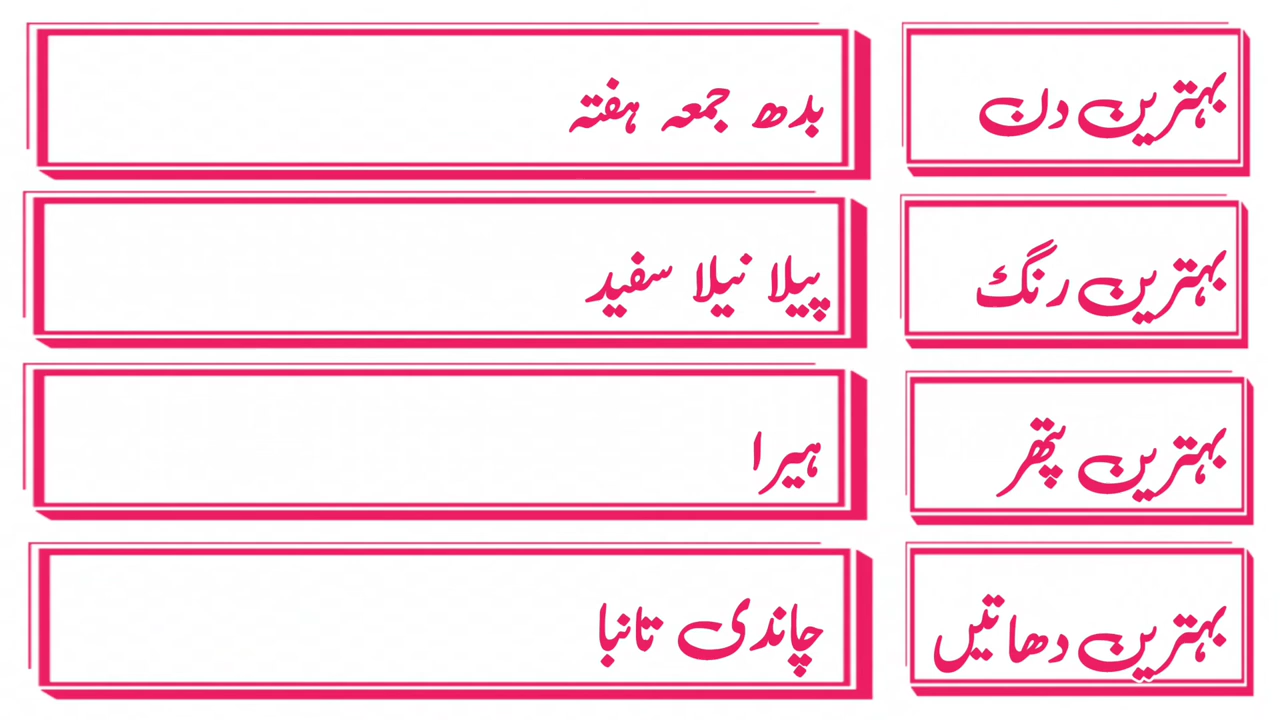 بہترین دن
بدھ جمعہ ہفتہ
بہترین رنگ
پیلا نیلا سفید
بہترین پتھر
ہیرا
بہترین دھاتیں
چاندی تانبا